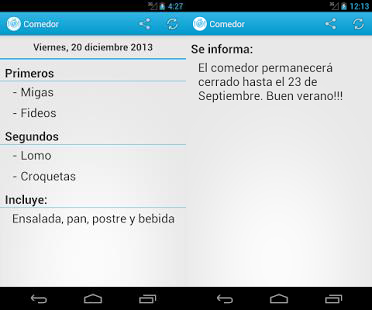 Comedor
4:27
Viernes, 20 diciembre 2013
Primeros
- Migas
- Fideos
Segundos
- Lomo
- Croquetas
Incluye:
Ensalada, pan, postre y bebida
12:13
Comedor
Se informa:
El comedor permanecerá
cerrado hasta el 23 de
Septiembre. Buen verano!!!